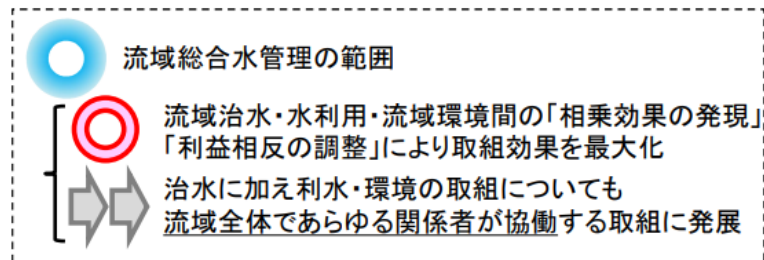 流域総合水管理の範囲
流域治水・水利用・流域環境間の「相乗効果の発現」
「利益相反の調整」により取組効果を最大化
治水に加え利水・環境の取組についても
流域全体であらゆる関係者が協働する取組に発展